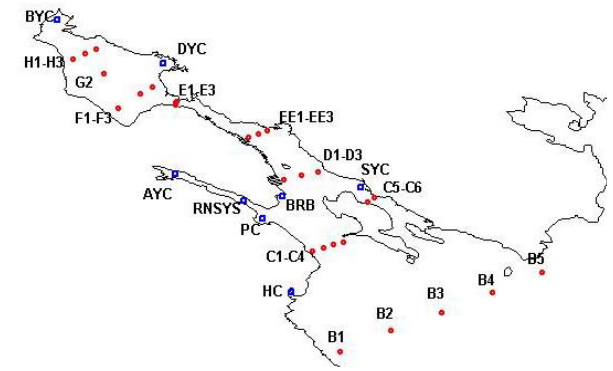 BYC
DYC
H1-H3
G2
E1-E3
F1-F3
EE1-EE3
D1-D3
SYC
C5-C6
AYC
RNSYS
BRB
PC
C1-C4
B5
B4
HC
B3
B2
B1